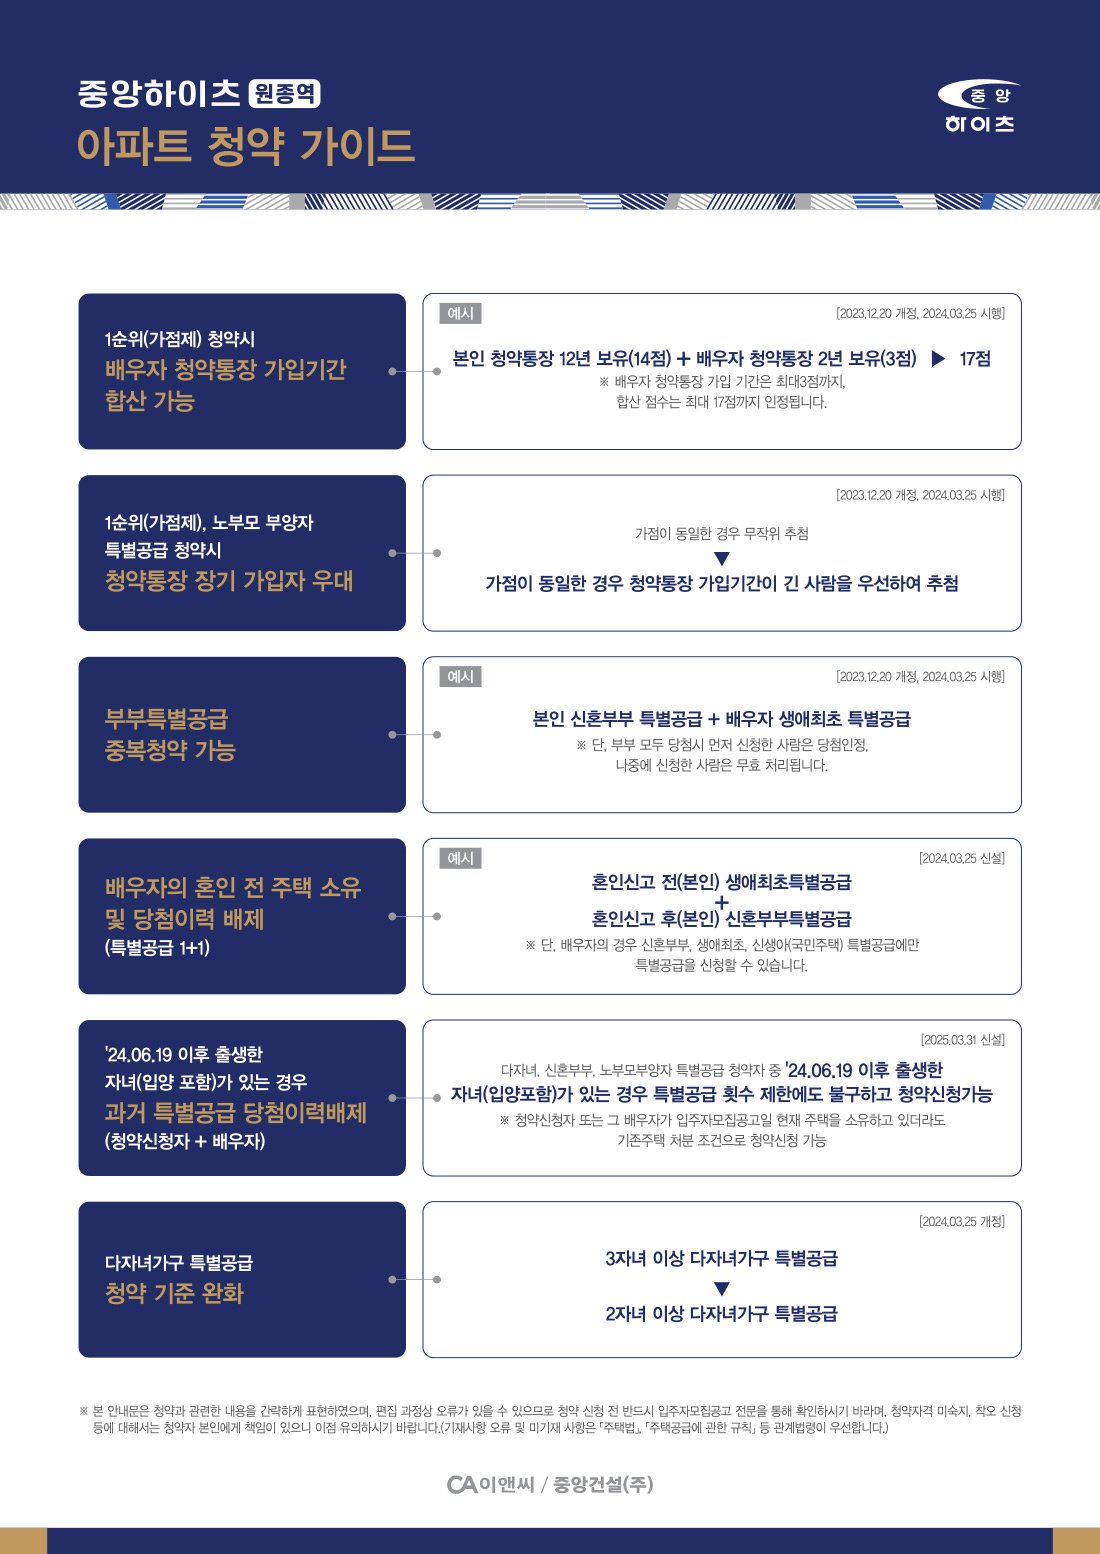 중앙하이츠 원종역
아파트 청약 가이드
중앙
하이츠
1순위(가점제) 청약시
배우자 청약통장 가입기간
합산 가능
예시
[2023.12.20 개정, 2024.03.25 시행]
본인 청약통장 12년 보유(14점) + 배우자 청약통장 2년 보유(3점) ▶ 17점
※ 배우자 청약통장 가입 기간은 최대3점까지,
합산 점수는 최대 17점까지 인정됩니다.
1순위(가점제), 노부모 부양자
특별공급 청약시
청약통장 장기 가입자 우대
[2023.12.20 개정, 2024.03.25 시행]
가점이 동일한 경우 무작위 추첨
▼
가점이 동일한 경우 청약통장 가입기간이 긴 사람을 우선하여 추첨
부부특별공급
중복청약 가능
예시
[2023.12.20 개정, 2024.03.25 시행]
본인 신혼부부 특별공급 + 배우자 생애최초 특별공급
※ 단, 부부 모두 당첨시 먼저 신청한 사람은 당첨인정,
나중에 신청한 사람은 무효 처리됩니다.
배우자의 혼인 전 주택 소유
및 당첨이력 배제
(특별공급 1+1)
예시
[2024.03.25 신설]
혼인신고 전(본인) 생애최초특별공급
+
혼인신고 후(본인) 신혼부부특별공급
※ 단, 배우자의 경우 신혼부부, 생애최초, 신생아(국민주택) 특별공급에만
특별공급을 신청할 수 있습니다.
'24.06.19 이후 출생한
자녀(입양 포함)가 있는 경우
과거 특별공급 당첨이력배제
(청약신청자 + 배우자)
[2025.03.31 신설]
다자녀, 신혼부부, 노부모부양자 특별공급 청약자 중 '24.06.19 이후 출생한
자녀(입양포함)가 있는 경우 특별공급 횟수 제한에도 불구하고 청약신청가능
※ 청약신청자 또는 그 배우자가 입주자모집공고일 현재 주택을 소유하고 있더라도
기존주택 처분 조건으로 청약신청 가능
다자녀가구 특별공급
청약 기준 완화
[2024.03.25 개정]
3자녀 이상 다자녀가구 특별공급
▼
2자녀 이상 다자녀가구 특별공급
※ 본 안내문은 청약과 관련한 내용을 간략하게 표현하였으며, 편집 과정상 오류가 있을 수 있으므로 청약 신청 전 반드시 입주자모집공고 전문을 통해 확인하시기 바라며, 청약자격 미숙지, 착오 신청
등에 대해서는 청약자 본인에게 책임이 있으니 이점 유의하시기 바랍니다.(기재사항 오류 및 미기재 사항은 「주택법」, 「주택공급에 관한 규칙」 등 관계법령이 우선합니다.)
CA이앤씨 / 중앙건설(주)